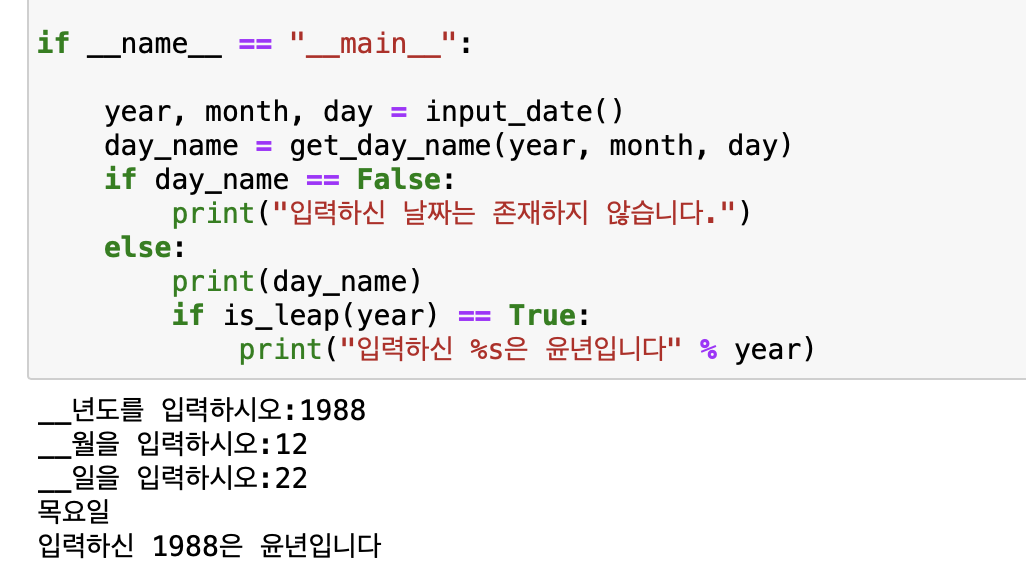 if __name__ == "__main__":
year, month, day = input_date()
day_name = get_day_name(year, month, day)
if day_name == False:
print("입력하신 날짜는 존재하지 않습니다.")
else:
print(day_name)
if is_leap(year) == True:
print("입력하신 %s은 윤년입니다" % year)
__년도를 입력하시오:1988
__월을 입력하시오:12
__일을 입력하시오:22
목요일
입력하신 1988은 윤년입니다